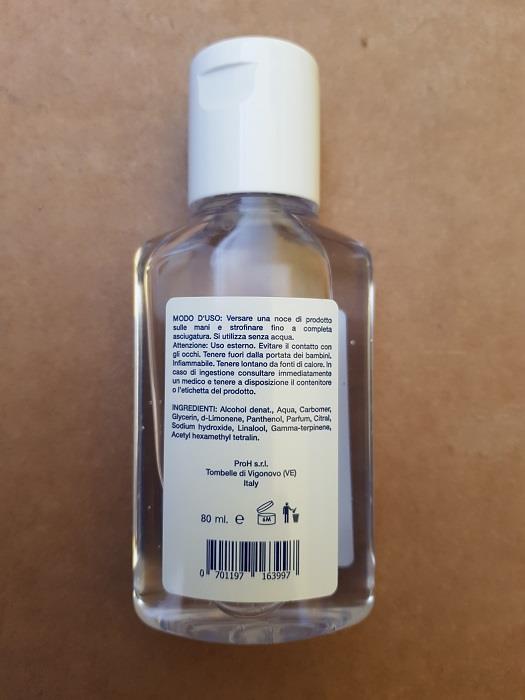 MODO D'USO: Versare una noce di prodotto
sulle mani e strofinare fino a completa
asciugatura. Si utilizza senza acqua.
Attenzione: Uso esterno. Evitare il contatto con
gli occhi. Tenere fuori dalla portata dei bambini.
Infiammabile. Tenere lontano da fonti di calore. In
caso di ingestione consultare immediatamente
un medico e tenere a disposizione il contenitore
o l'etichetta del prodotto.
INGREDIENTI: Alcohol denat., Aqua, Carbomer,
Glycerin, d-Limonene, Panthenol, Parfum, Citral,
Sodium hydroxide, Linalool, Gamma-terpinene,
Acetyl hexamethyl tetralin.
ProH s.r.l.
Tombelle di Vigonovo (VE)
Italy
80 ml. e 6M
0 701197 163997